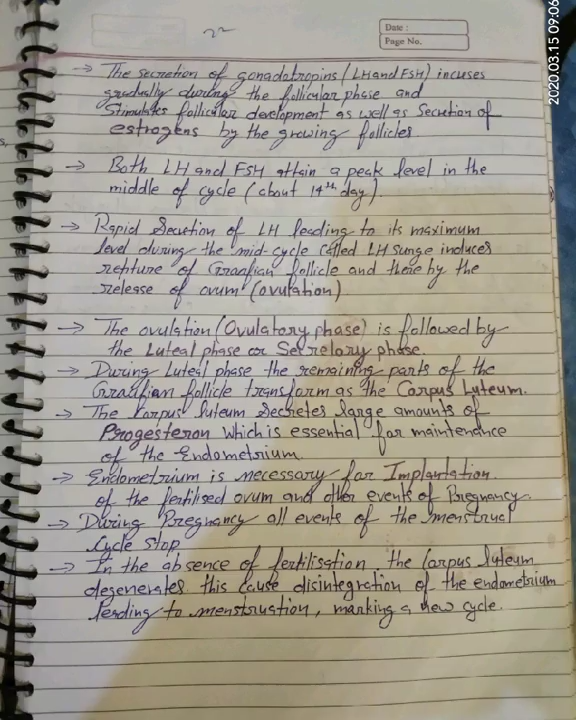 22
Date :
Page No.
2020.03.15 09:06
→ The secretion of gonadotropins (LH and FSH) incuses
gradually during the follicular phase and
Stimulates follicular development as well as Secretion of
estrogens by the growing follicles
→ Both LH and FSH attain a peak level in the
middle of cycle (about 14th day).
→ Rapid Secretion of LH leading to its maximum
level during the mid-cycle called LH surge induces
repture of Graafian follicle and there by the
release of ovum (ovulation)
→ The ovulation (Ovulatory phase) is followed by
the Luteal phase or Secretory phase.
→ During Luteal phase the remaining parts of the
Graafian follicle transform as the Corpus Luteum.
→ The Corpus luteum Secretes large amounts of
Progesteron which is essential for maintenance
of the Endometrium.
→ Endometrium is necessary for Implantation.
of the fertilised ovum and other events of Pregnancy.
→ During Pregnancy all events of the menstrual
Cycle stop.
→ In the absence of fertilisation, the Corpus luteum
degenerates. this cause disintegration of the endometrium
leading to menstruation, marking a new cycle.